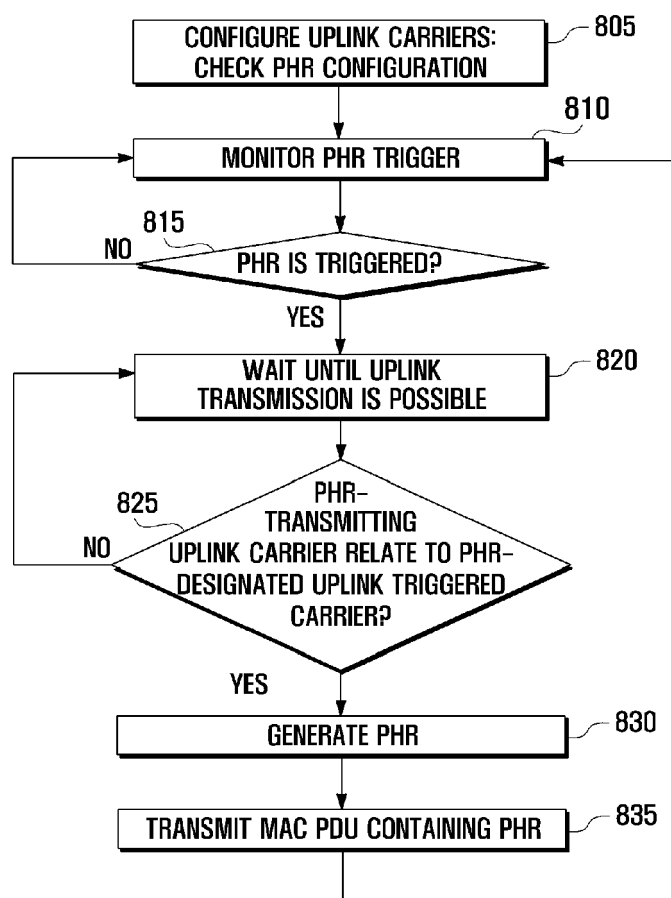 CONFIGURE UPLINK CARRIERS:
CHECK PHR CONFIGURATION
805
810
MONITOR PHR TRIGGER
815
NO
PHR IS TRIGGERED?
YES
WAIT UNTIL UPLINK
TRANSMISSION IS POSSIBLE
820
825
PHR-
TRANSMITTING
UPLINK CARRIER RELATE TO PHR-
DESIGNATED UPLINK TRIGGERED
CARRIER?
NO
YES
GENERATE PHR
830
TRANSMIT MAC PDU CONTAINING PHR
835